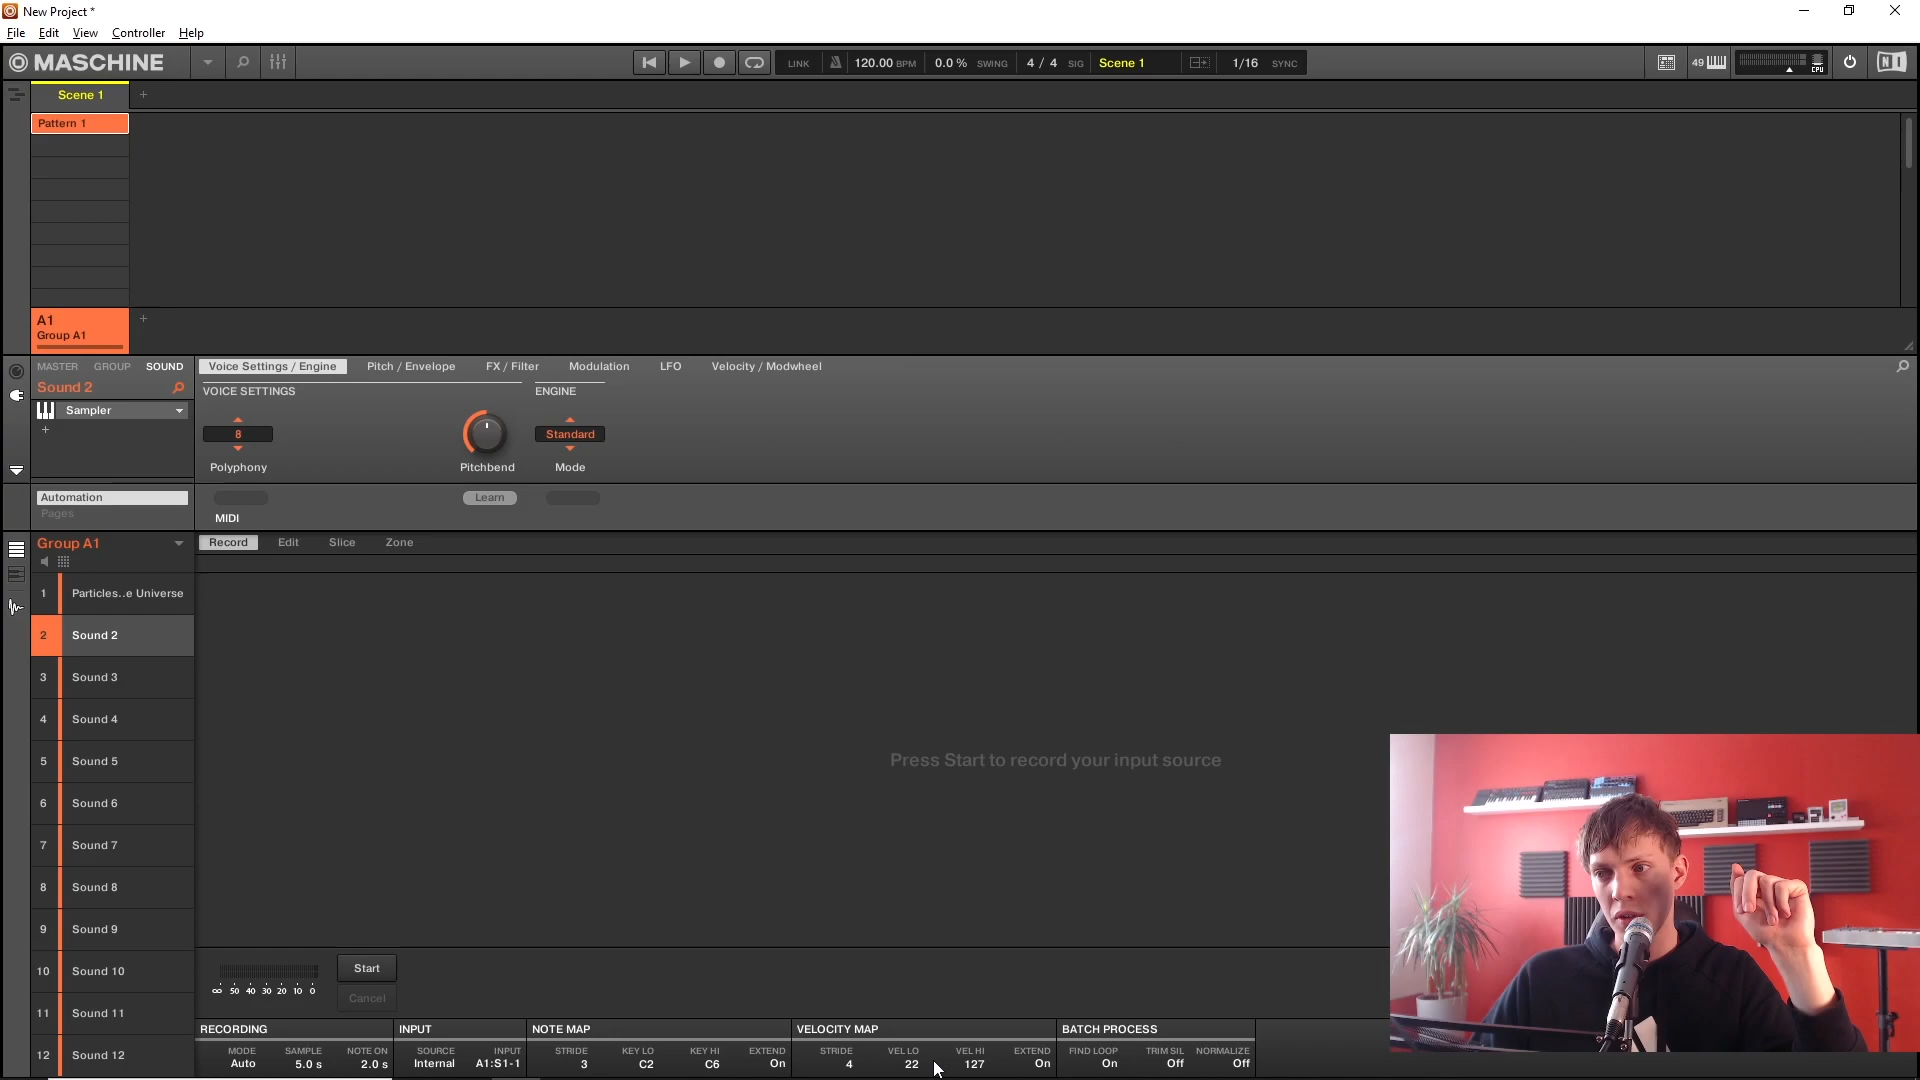 New Project *
File Edit View Controller Help
MASCHINE
LINK 120.00 BPM 0.0 % SWING 4 / 4 SIG Scene 1 1/16 SYNC
49
CPU
NI
Scene 1 +
Pattern 1
A1 +
Group A1
MASTER GROUP SOUND
Sound 2
Sampler
+
Voice Settings / Engine Pitch / Envelope FX / Filter Modulation LFO Velocity / Modwheel
VOICE SETTINGS ENGINE
8 Standard
Polyphony Pitchbend Mode
Automation
Pages
Learn
MIDI
Group A1
Record Edit Slice Zone
1 Particles..e Universe
2 Sound 2
3 Sound 3
4 Sound 4
5 Sound 5
6 Sound 6
7 Sound 7
8 Sound 8
9 Sound 9
10 Sound 10
11 Sound 11
12 Sound 12
Press Start to record your input source
Start
∞ 50 40 30 20 10 0
Cancel
RECORDING INPUT NOTE MAP VELOCITY MAP BATCH PROCESS
MODE SAMPLE NOTE ON SOURCE INPUT STRIDE KEY LO KEY HI EXTEND STRIDE VEL LO VEL HI EXTEND FIND LOOP TRIM SIL NORMALIZE
Auto 5.0 s 2.0 s Internal A1:S1-1 3 C2 C6 On 4 22 127 On On Off Off